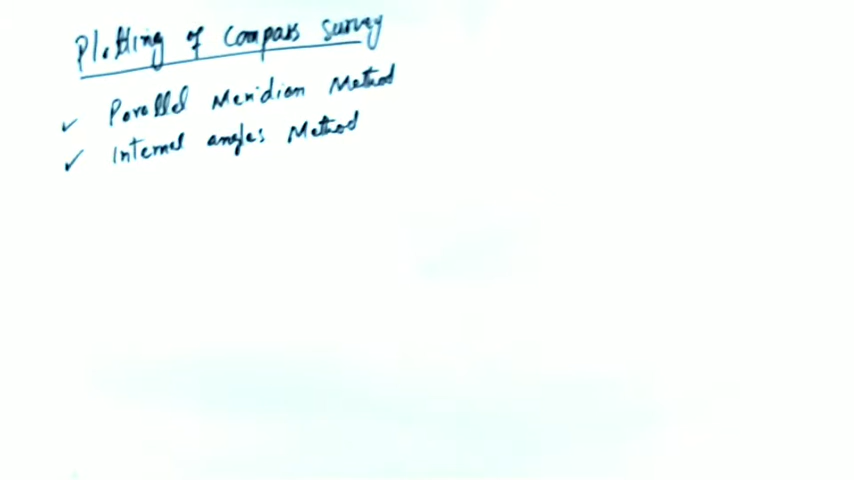 Plotting of Compass Survey
✓ Parallel Meridian Method
✓ Internal angles Method